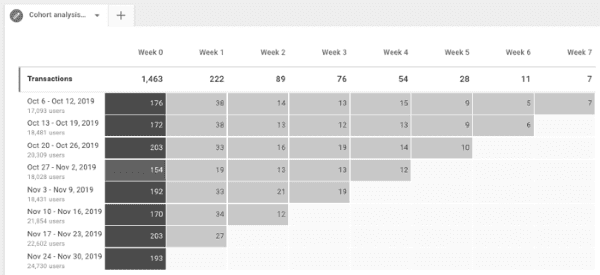 Cohort analysis...
Week 0 Week 1 Week 2 Week 3 Week 4 Week 5 Week 6 Week 7
Transactions 1,463 222 89 76 54 28 11 7
Oct 6 - Oct 12, 2019 176 38 14 13 15 9 5 7
17,093 users
Oct 13 - Oct 19, 2019 172 38 13 12 13 9 6
18,481 users
Oct 20 - Oct 26, 2019 203 33 16 19 14 10
20,309 users
Oct 27 - Nov 2, 2019 154 19 13 13 12
18,028 users
Nov 3 - Nov 9, 2019 192 33 21 19
18,431 users
Nov 10 - Nov 16, 2019 170 34 12
21,854 users
Nov 17 - Nov 23, 2019 203 27
22,602 users
Nov 24 - Nov 30, 2019 193
24,730 users